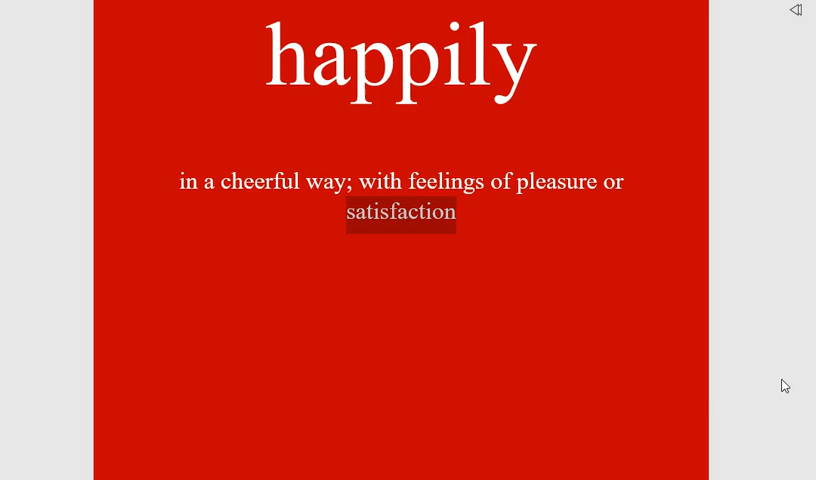 happily
in a cheerful way; with feelings of pleasure or
satisfaction